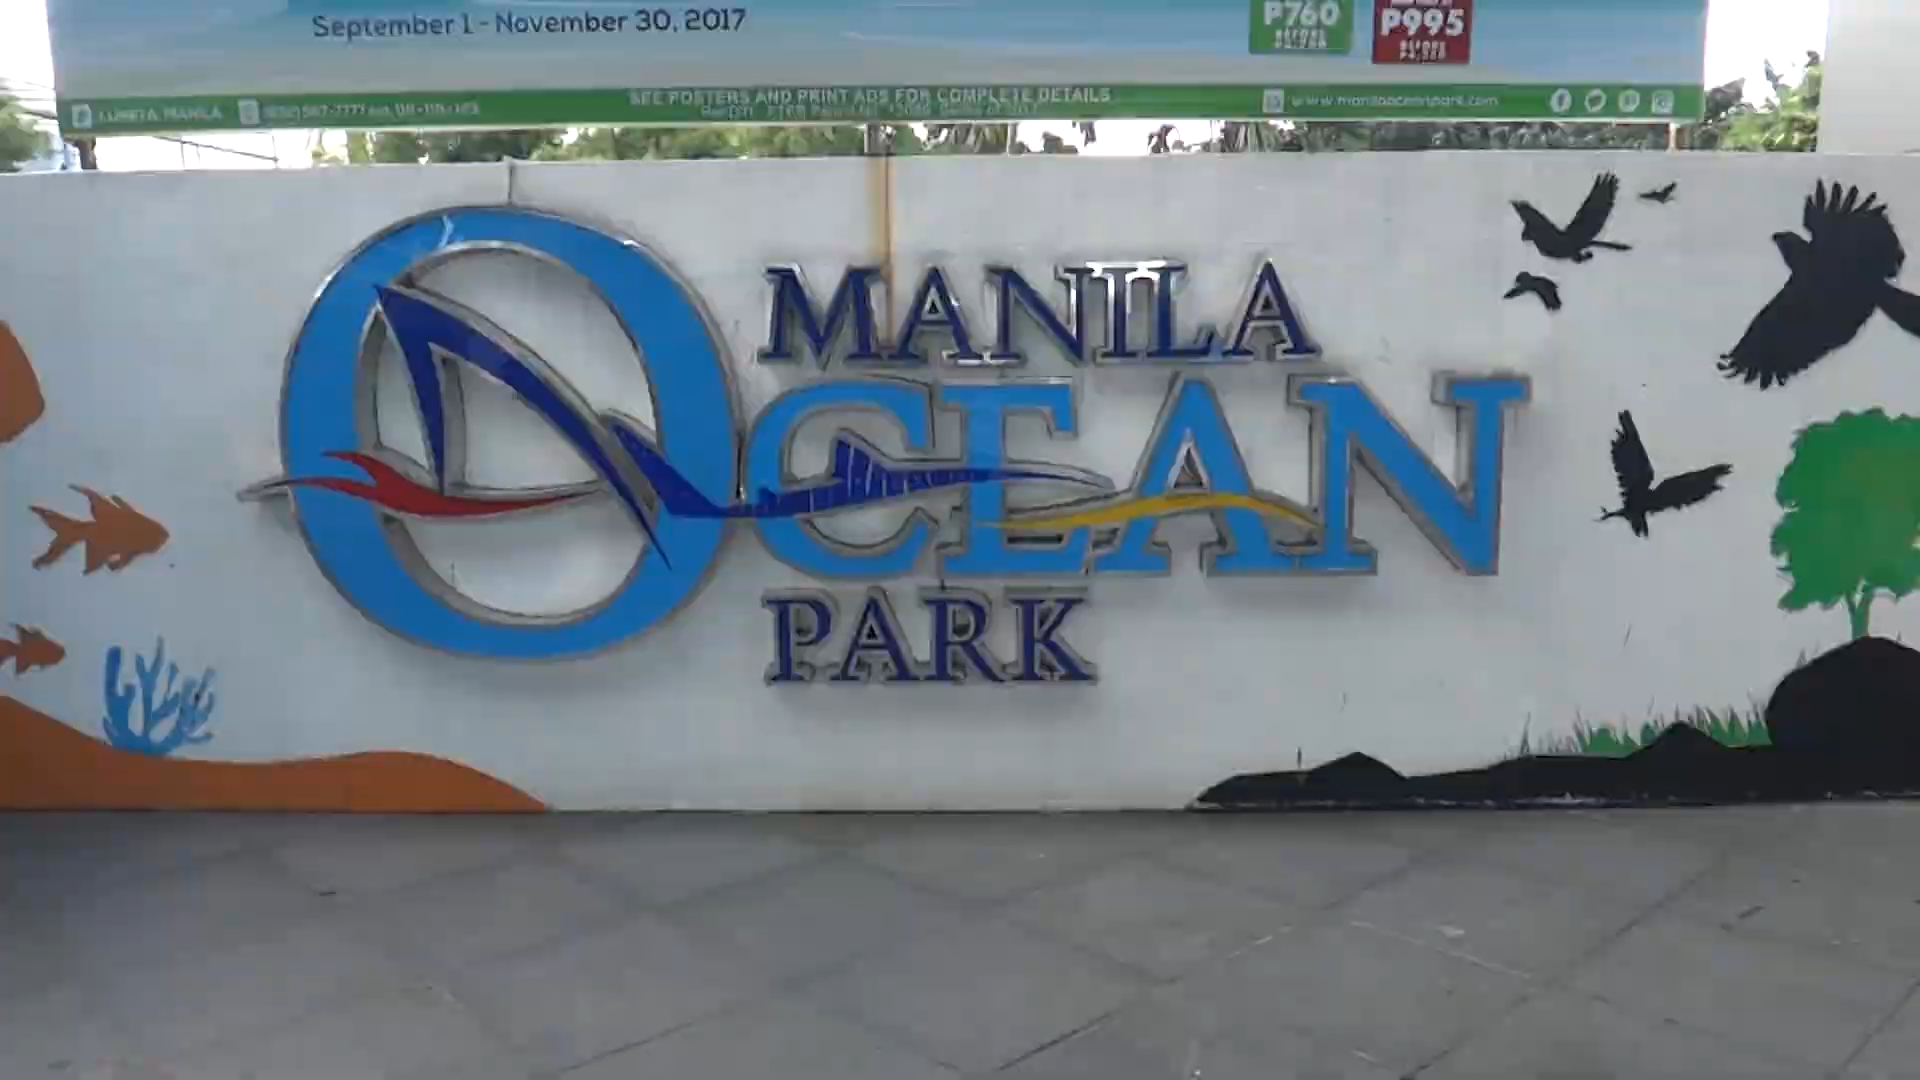 September 1 - November 30, 2017
P760
P995
LUNETA MANILA
SEE POSTERS AND PRINT ADS FOR COMPLETE DETAILS
www.manilaoceanpark.com
MANILA
OCEAN
PARK